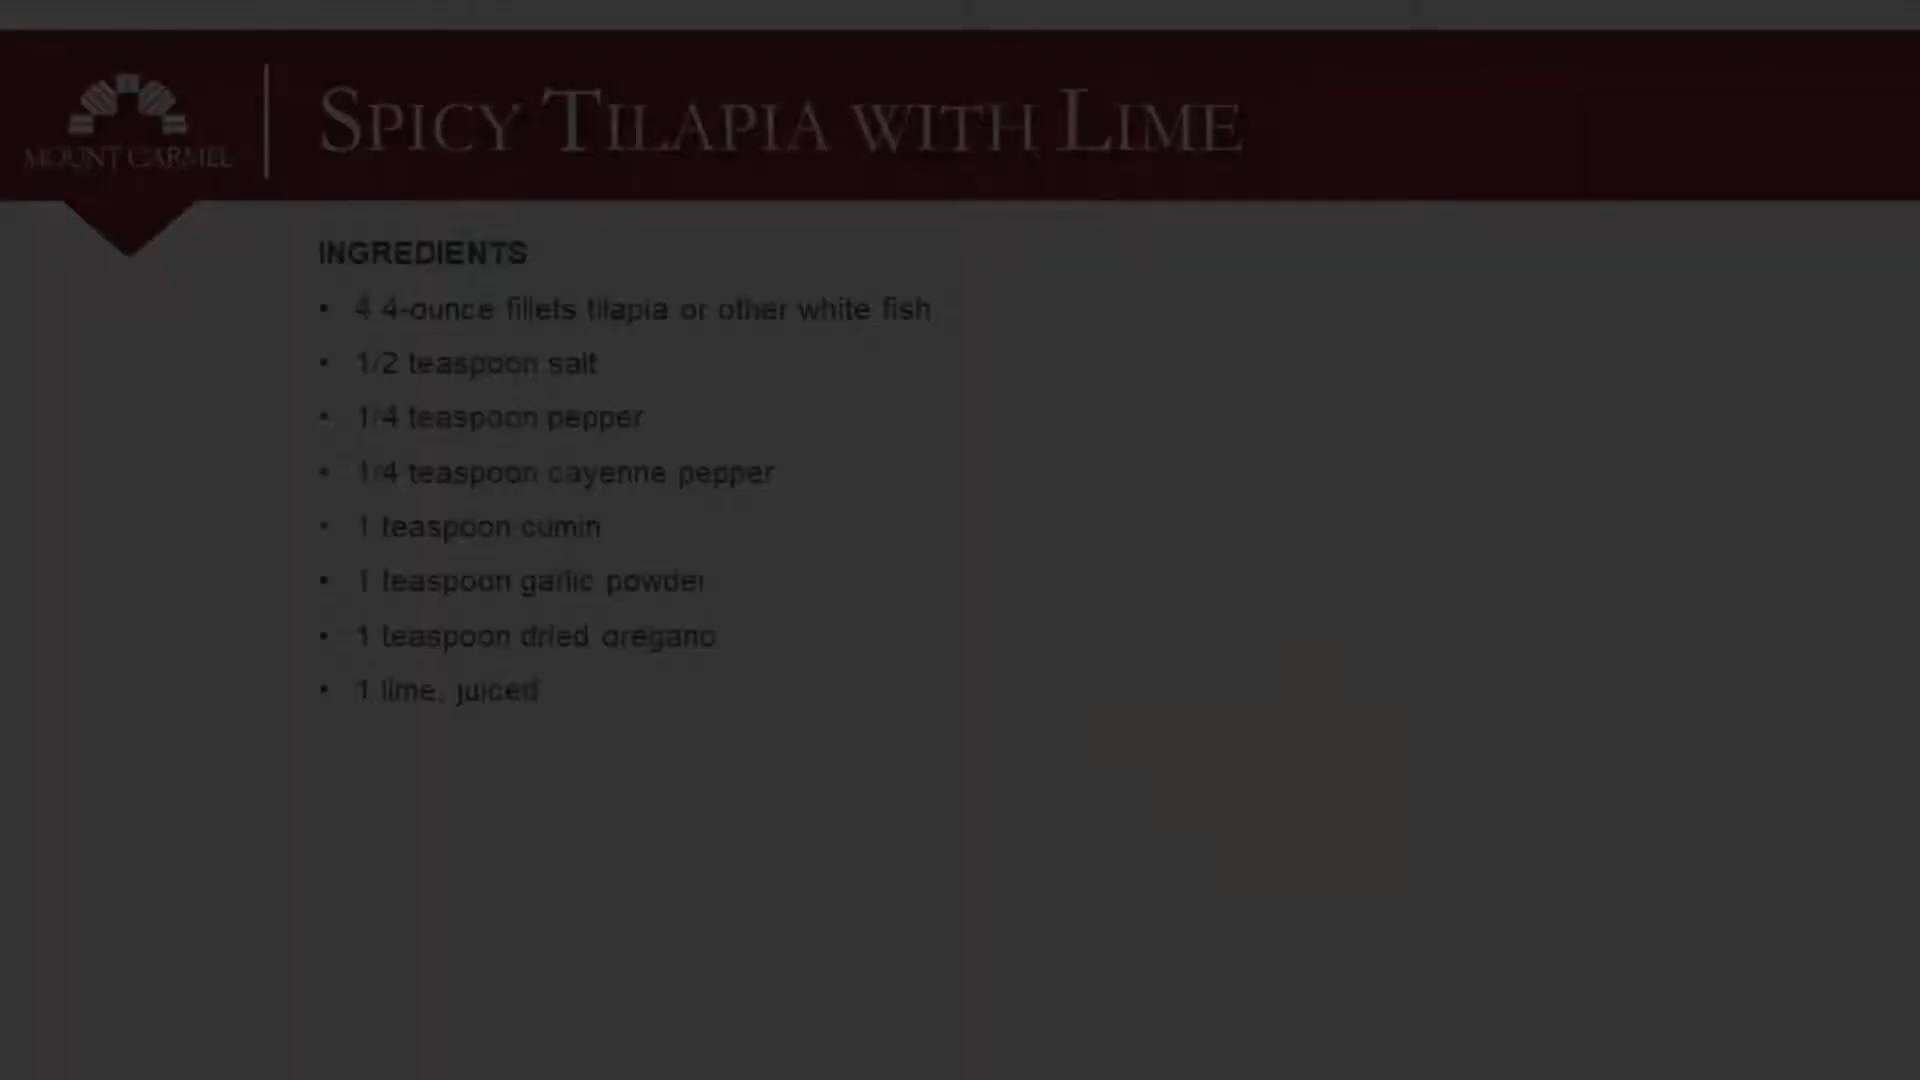 MOUNT CARMEL
SPICY TILAPIA WITH LIME
INGREDIENTS
• 4 4-ounce fillets tilapia or other white fish
• 1/2 teaspoon salt
• 1/4 teaspoon pepper
• 1/4 teaspoon cayenne pepper
• 1 teaspoon cumin
• 1 teaspoon garlic powder
• 1 teaspoon dried oregano
• 1 lime, juiced